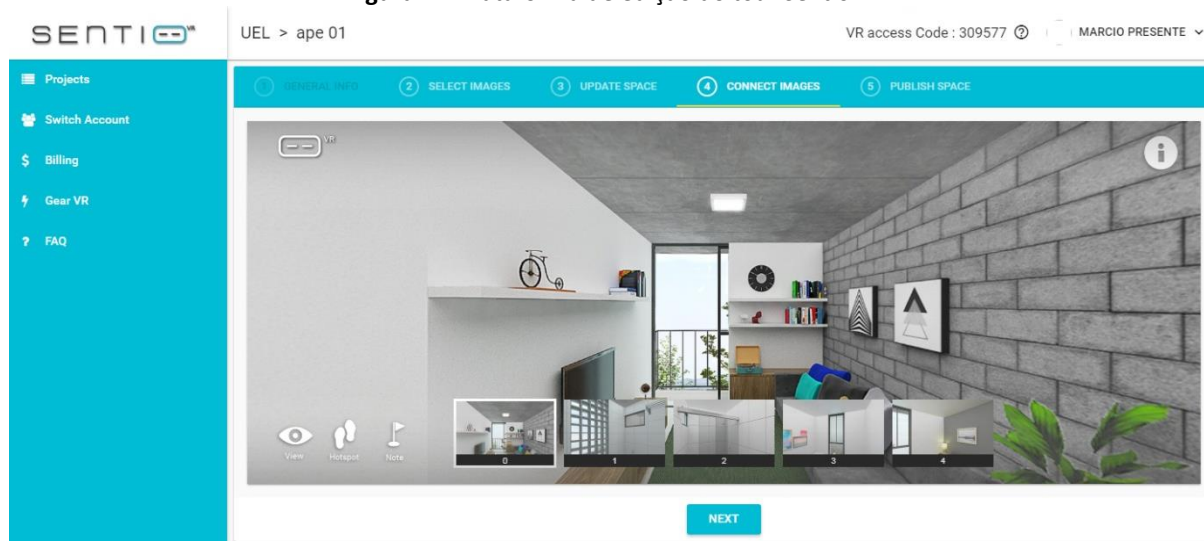 SENTIO VR
UEL > ape 01
VR access Code : 309577
MARCIO PRESENTE
Projects
Switch Account
$ Billing
Gear VR
? FAQ
1 GENERAL INFO
2 SELECT IMAGES
3 UPDATE SPACE
4 CONNECT IMAGES
5 PUBLISH SPACE
VR
i
View
Hotspot
Note
0
1
2
3
4
NEXT